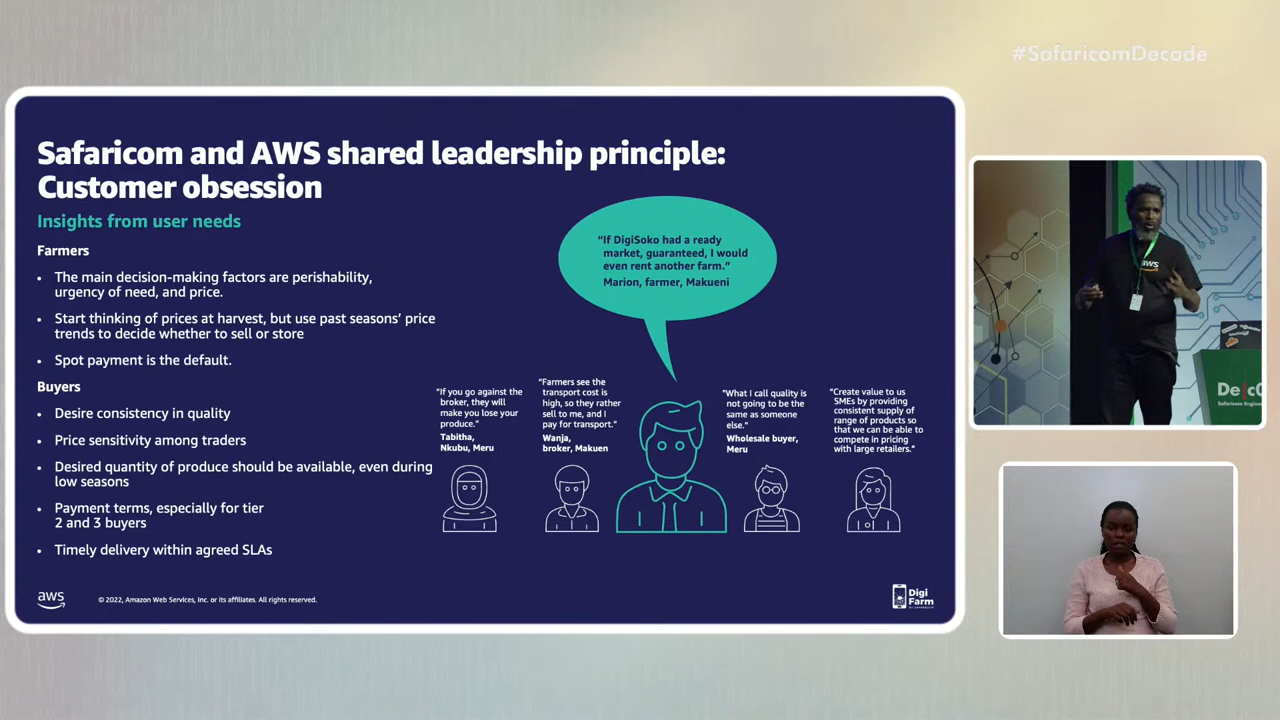 #SafaricomDecode
Safaricom and AWS shared leadership principle:
Customer obsession
Insights from user needs
Farmers
• The main decision-making factors are perishability,
urgency of need, and price.
• Start thinking of prices at harvest, but use past seasons’ price
trends to decide whether to sell or store
• Spot payment is the default.
Buyers
• Desire consistency in quality
• Price sensitivity among traders
• Desired quantity of produce should be available, even during
low seasons
• Payment terms, especially for tier
2 and 3 buyers
• Timely delivery within agreed SLAs
“If DigiSoko had a ready
market, guaranteed, I would
even rent another farm.”
Marion, farmer, Makueni
“If you go against the
broker, they will
make you lose your
produce.”
Tabitha,
Nkubu, Meru
“Farmers see the
transport cost is
high, so they rather
sell to me, and I
pay for transport.”
Wanja,
broker, Makuen
“What I call quality is
not going to be the
same as someone
else.”
Wholesale buyer,
Meru
“Create value to us
SMEs by providing
consistent supply of
range of products so
that we can be able to
compete in pricing
with large retailers.”
aws
© 2022, Amazon Web Services, Inc. or its affiliates. All rights reserved.
Digi
Farm
aws
De/c
Safaricom Engine